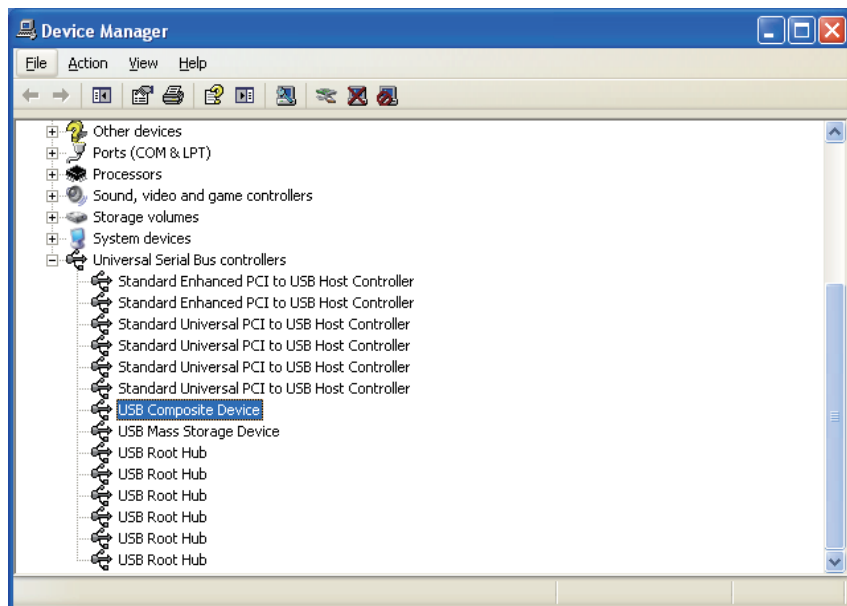 Device Manager
File Action View Help
Other devices
Ports (COM & LPT)
Processors
Sound, video and game controllers
Storage volumes
System devices
Universal Serial Bus controllers
Standard Enhanced PCI to USB Host Controller
Standard Enhanced PCI to USB Host Controller
Standard Universal PCI to USB Host Controller
Standard Universal PCI to USB Host Controller
Standard Universal PCI to USB Host Controller
Standard Universal PCI to USB Host Controller
USB Composite Device
USB Mass Storage Device
USB Root Hub
USB Root Hub
USB Root Hub
USB Root Hub
USB Root Hub
USB Root Hub